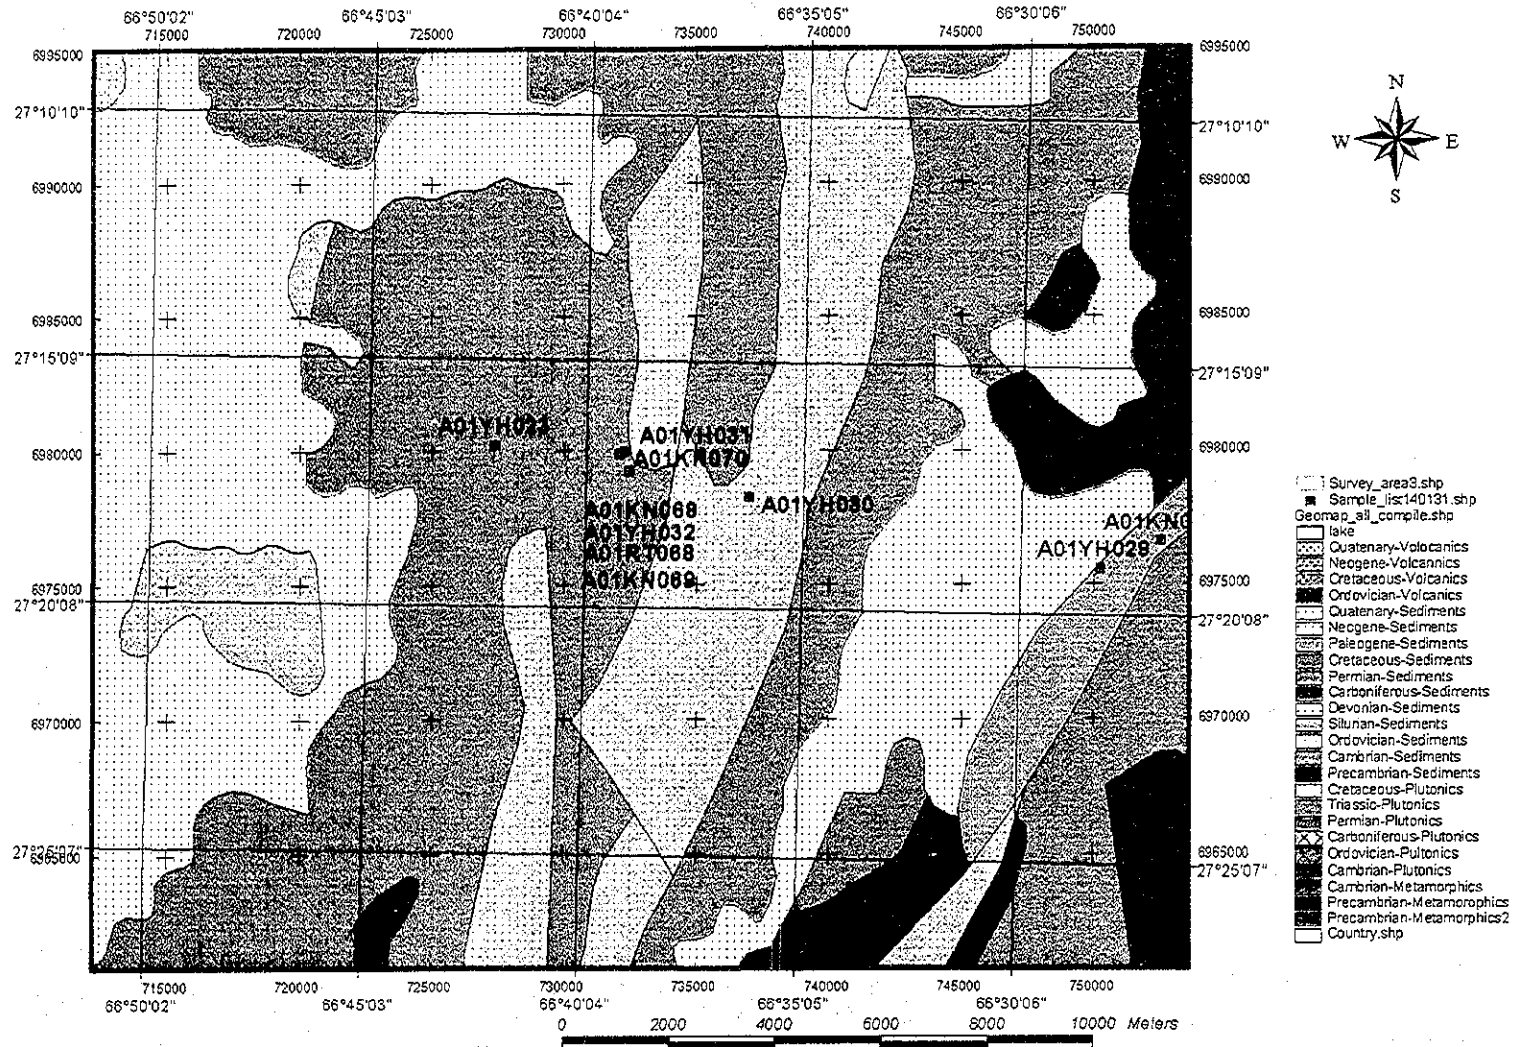 66°50'02" 66°45'03" 66°40'04" 66°35'05" 66°30'06"
715000 720000 725000 730000 735000 740000 745000 750000
6995000 6995000
27°10'10" 27°10'10"
6990000 6990000
6985000 6985000
27°15'09" 27°15'09"
6980000 6980000
6975000 6975000
27°20'08" 27°20'08"
6970000 6970000
6965000
27°25'07"
A01YH031
A01KR070
A01KN068
A01YH032
A01RT068
A01KN069
A01YH030
A01KN0
A01YH029
715000 720000 725000 730000 735000 740000 745000 750000
66°50'02" 66°45'03" 66°40'04" 66°35'05" 66°30'06"
0 2000 4000 6000 8000 10000 Meters
N
W E
S
Survey_area3.shp
Sample_list140131.shp
Geomap_all_compile.shp
lake
Quatenary-Volocanics
Neogene-Volcannics
Cretaceous-Volcanics
Ordovician-Volcanics
Quatenary-Sediments
Neogene-Sediments
Paleogene-Sediments
Cretaceous-Sediments
Permian-Sediments
Carboniferous-Sediments
Devonian-Sediments
Silurian-Sediments
Ordovician-Sediments
Cambrian-Sediments
Precambrian-Sediments
Cretaceous-Plutonics
Triassic-Plutonics
Permian-Plutonics
Carboniferous-Plutonics
Ordovician-Pultonics
Cambrian-Plutonics
Cambrian-Metamorphics
Precambrian-Metamorophics
Precambrian-Metamorphics2
Country.shp